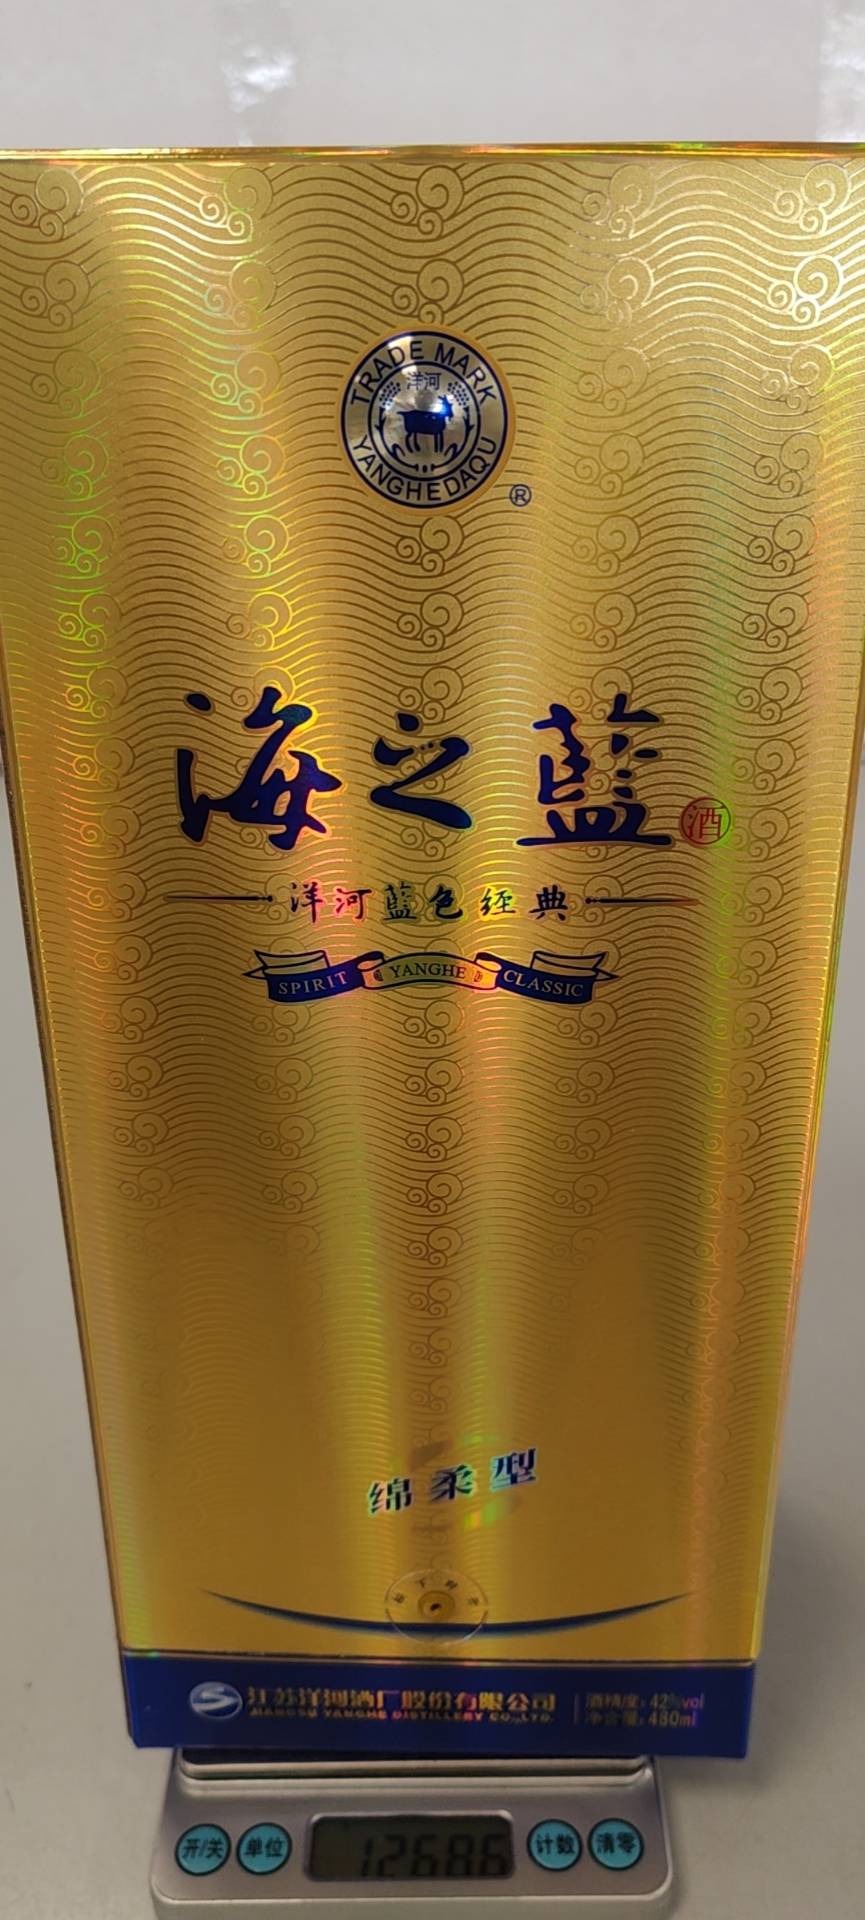 TRADE MARK
洋河
YANGHEDAQU
®
海之藍
酒
洋河藍色经典
SPIRIT YANGHE CLASSIC
绵柔型
江苏洋河酒厂股份有限公司
JIANGSU YANGHE DISTILLERY CO.,LTD.
酒精度:42%vol
净含量:480ml
开/关 单位 12686 计数 清零